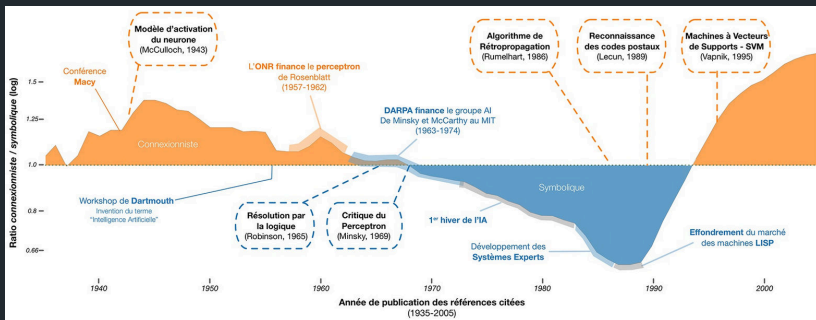 Modèle d'activation
du neurone
(McCulloch, 1943)
Conférence
Macy
L'ONR finance le perceptron
de Rosenblatt
(1957-1962)
DARPA finance le groupe AI
De Minsky et McCarthy au MIT
(1963-1974)
Algorithme de
Rétropropagation
(Rumelhart, 1986)
Reconnaissance
des codes postaux
(Lecun, 1989)
Machines à Vecteurs
de Supports - SVM
(Vapnik, 1995)
Ratio connexionniste / symbolique (log)
1.5
1.25
1.0
0.8
0.66
Connexionniste
Symbolique
Workshop de Dartmouth
Invention du terme
"Intelligence Artificielle"
Résolution par
la logique
(Robinson, 1965)
Critique du
Perceptron
(Minsky, 1969)
1er hiver de l'IA
Développement des
Systèmes Experts
Effondrement du marché
des machines LISP
1940
1950
1960
1970
1980
1990
2000
Année de publication des références citées
(1935-2005)